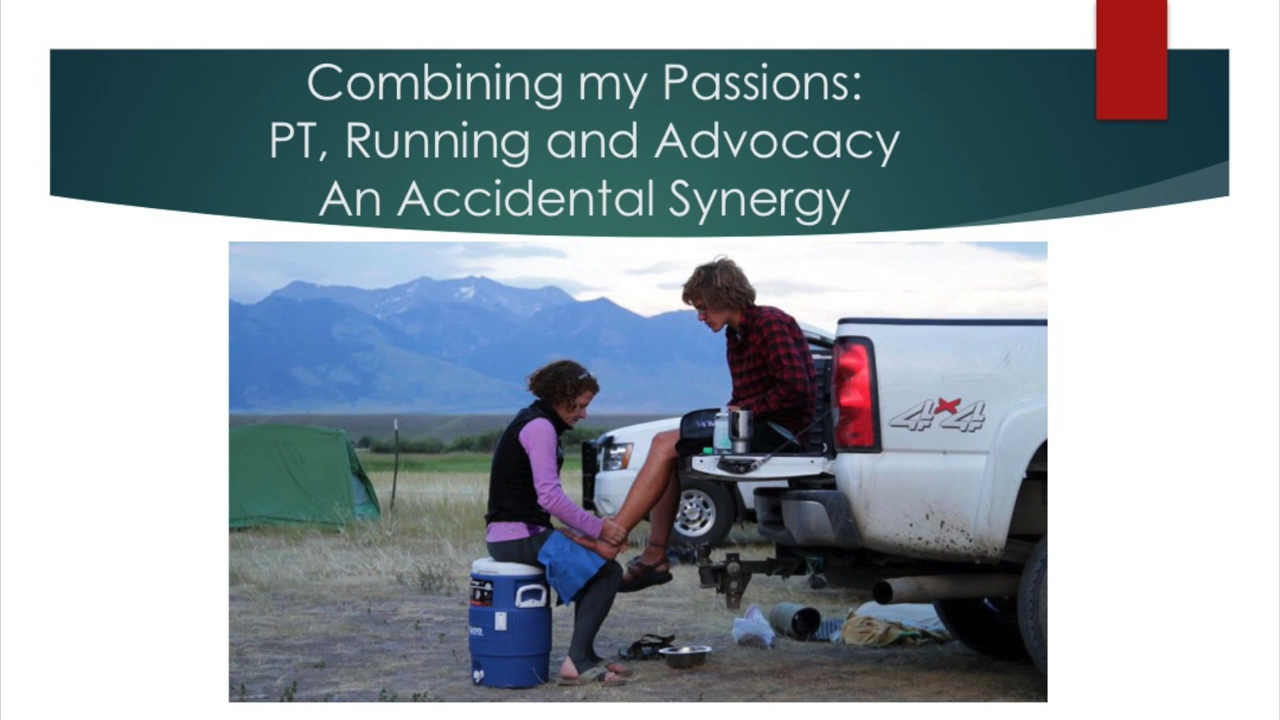 Combining my Passions:
PT, Running and Advocacy
An Accidental Synergy
4x4